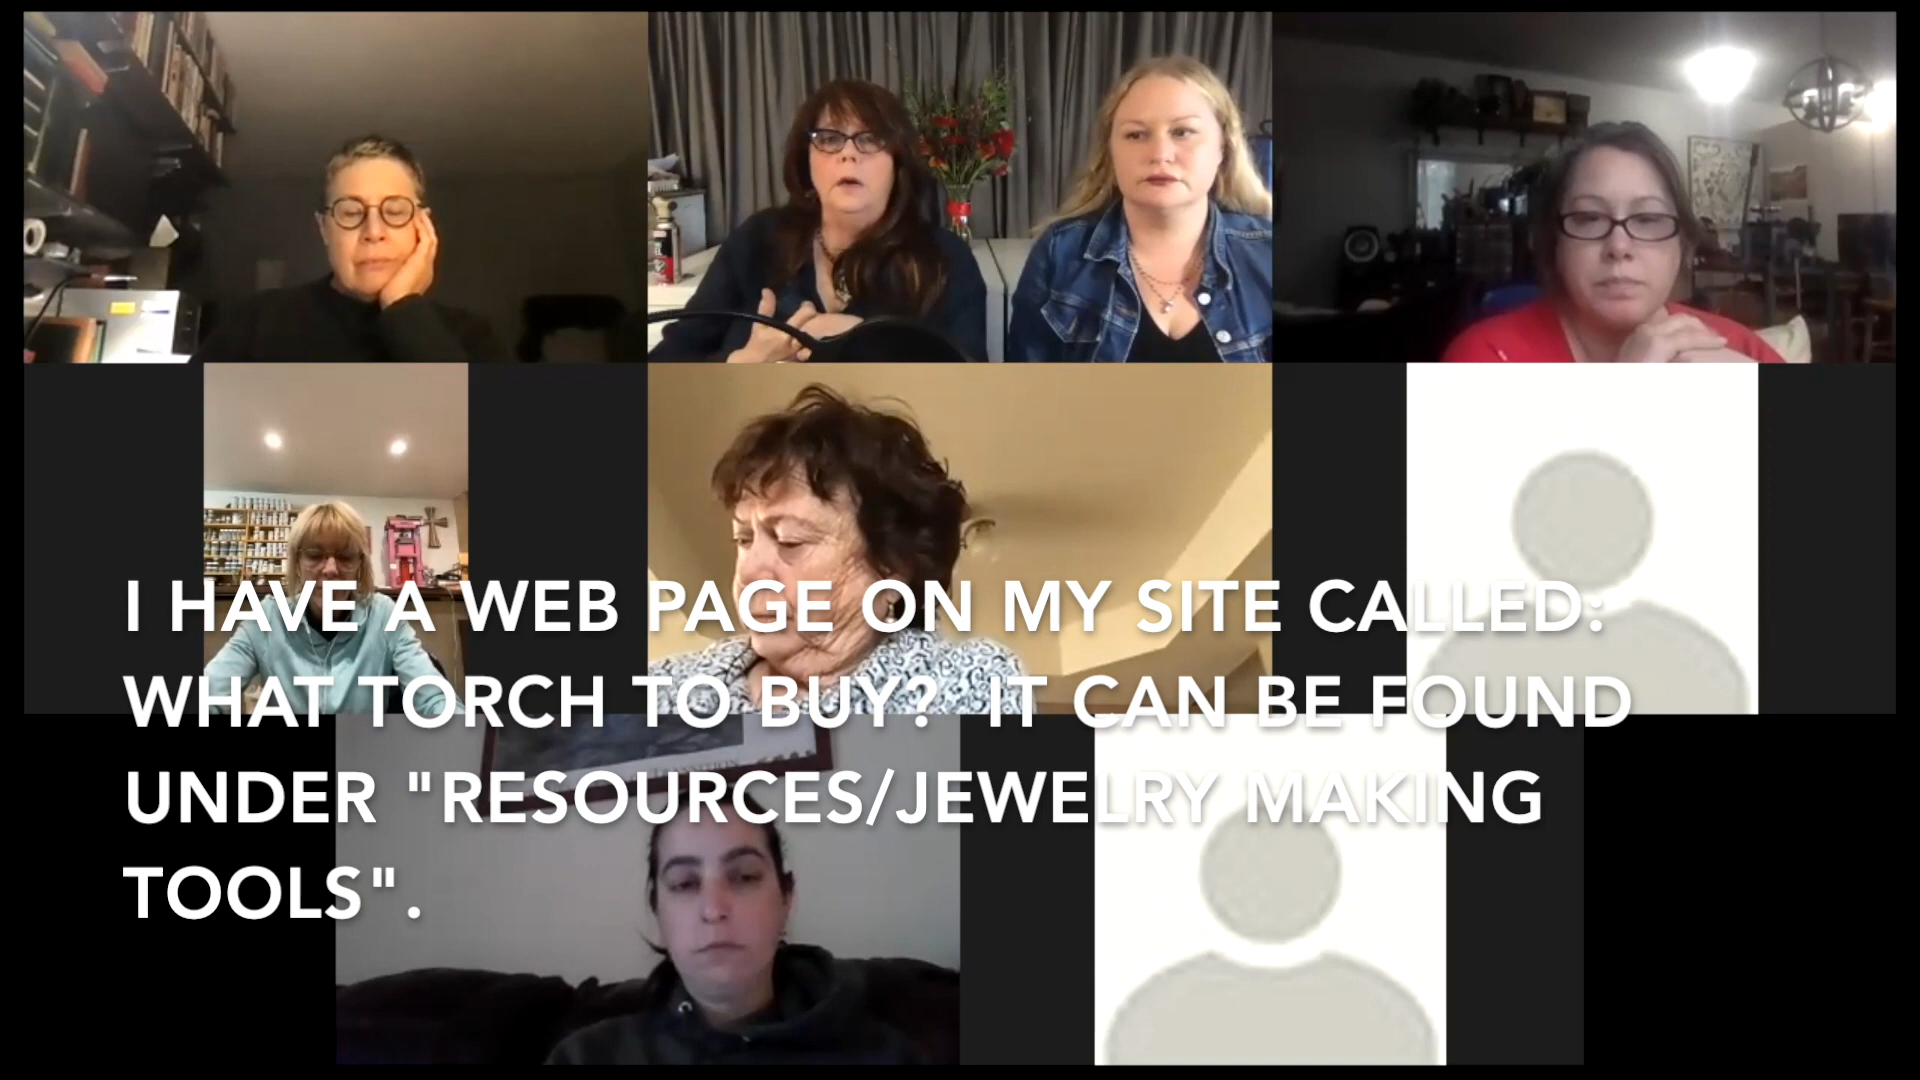 I HAVE A WEB PAGE ON MY SITE CALLED:
WHAT TORCH TO BUY?  IT CAN BE FOUND
UNDER "RESOURCES/JEWELRY MAKING
TOOLS".